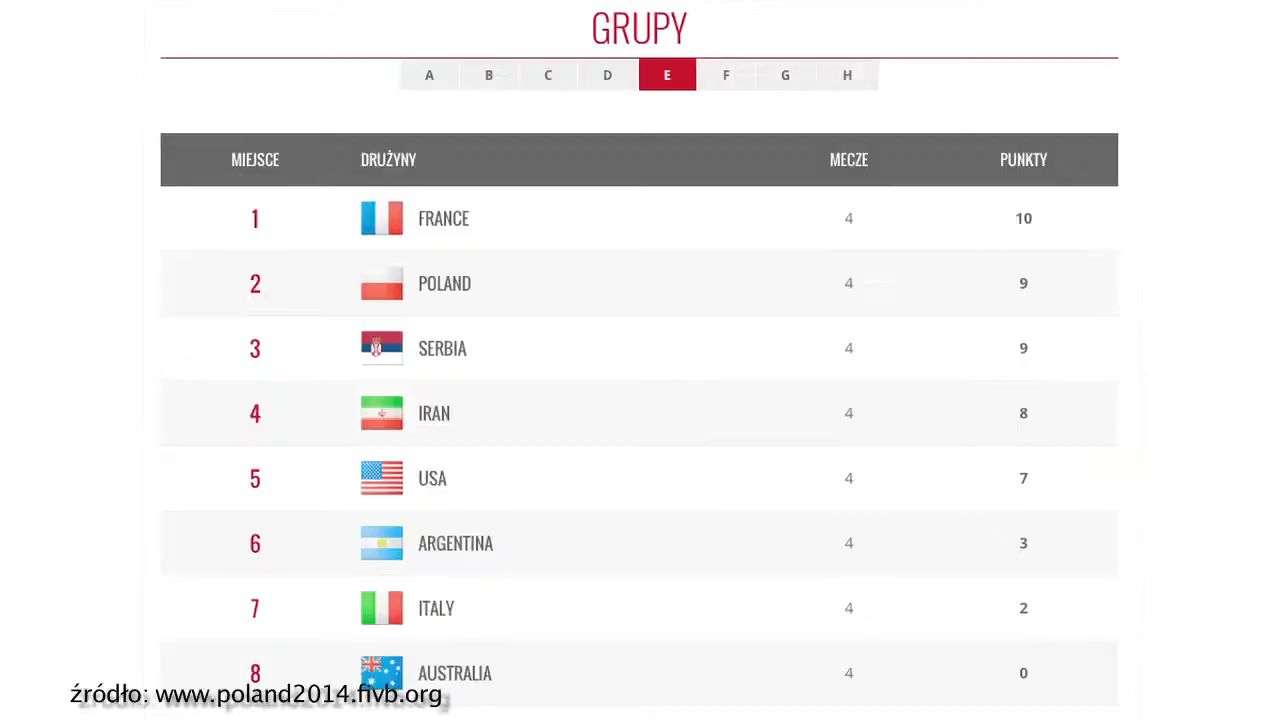 GRUPY
A B C D E F G H
MIEJSCE DRUŻYNY MECZE PUNKTY
1 FRANCE 4 10
2 POLAND 4 9
3 SERBIA 4 9
4 IRAN 4 8
5 USA 4 7
6 ARGENTINA 4 3
7 ITALY 4 2
8 AUSTRALIA 4 0
źródło: www.poland2014.fivb.org